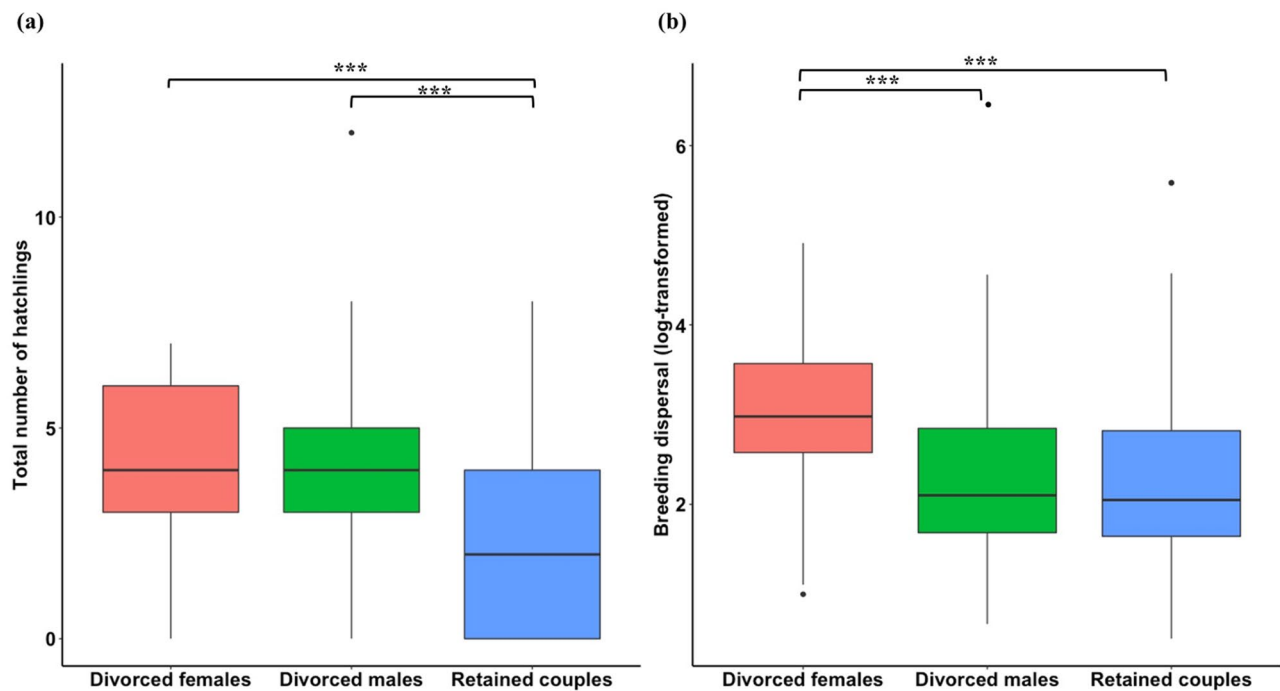 (a)
***
***
Total number of hatchlings
10
5
0
Divorced females Divorced males Retained couples
(b)
***
***
Breeding dispersal (log-transformed)
6
4
2
Divorced females Divorced males Retained couples